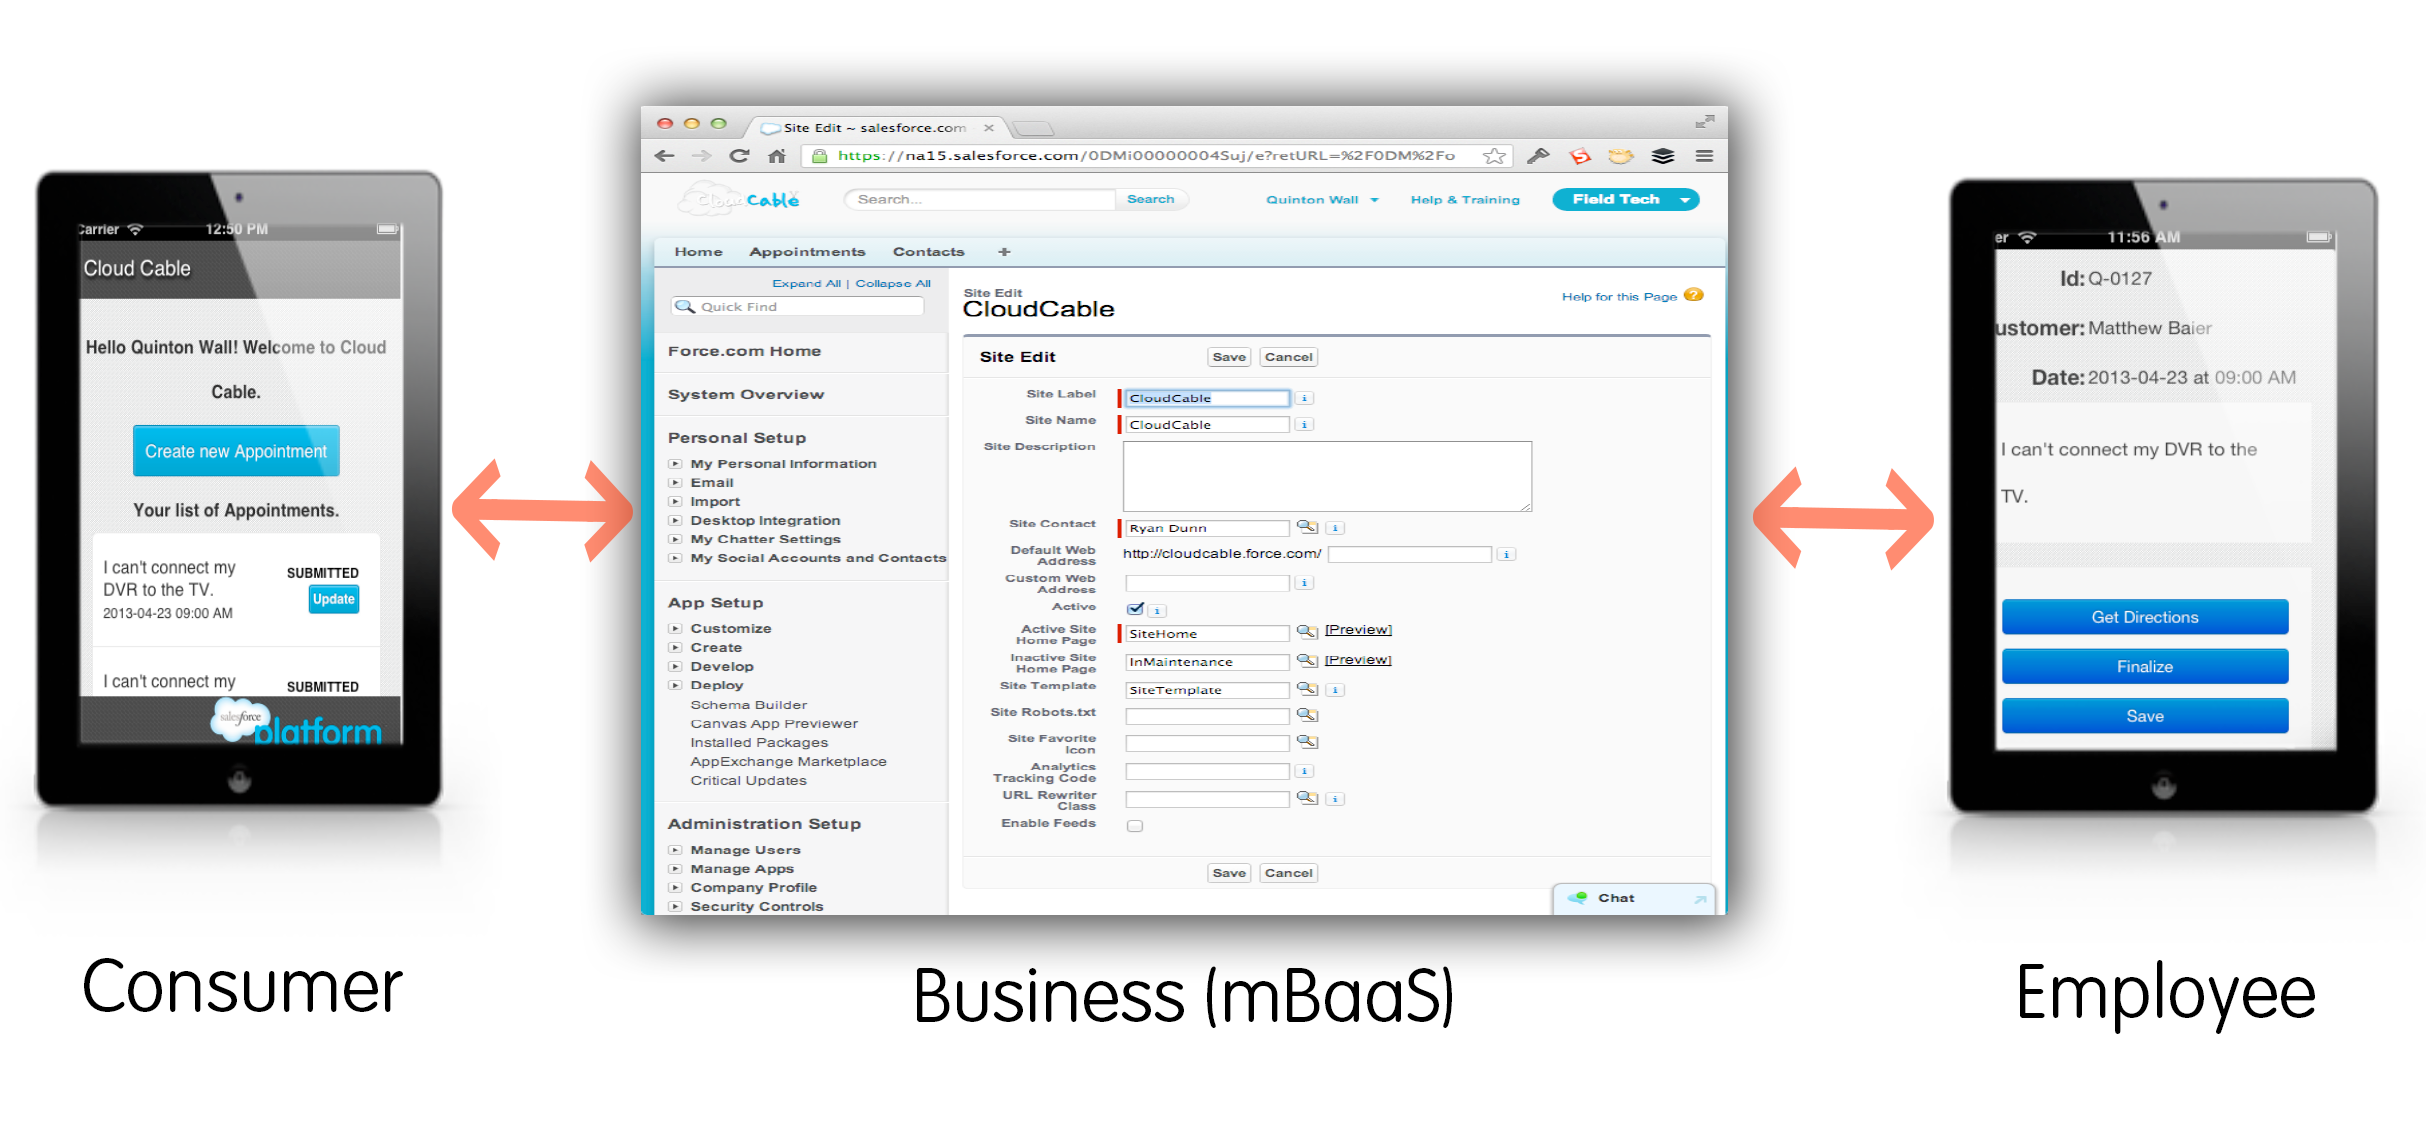 Carrier 12:50 PM
Cloud Cable
Hello Quinton Wall! Welcome to Cloud
Cable.
Create new Appointment
Your list of Appointments.
I can't connect my
DVR to the TV.
2013-04-23 09:00 AM
SUBMITTED
Update
I can't connect my
SUBMITTED
salesforce
platform
Consumer
Site Edit ~ salesforce.com
https://na15.salesforce.com/0DMi00000004Suj/e?retURL=%2F0DM%2Fo
Cloud Cable
Search...
Search
Quinton Wall
Help & Training
Field Tech
Home Appointments Contacts +
Expand All | Collapse All
Quick Find
Force.com Home
System Overview
Personal Setup
My Personal Information
Email
Import
Desktop Integration
My Chatter Settings
My Social Accounts and Contacts
App Setup
Customize
Create
Develop
Deploy
Schema Builder
Canvas App Previewer
Installed Packages
AppExchange Marketplace
Critical Updates
Administration Setup
Manage Users
Manage Apps
Company Profile
Security Controls
Site Edit
CloudCable
Help for this Page ?
Site Edit Save Cancel
Site Label CloudCable
Site Name CloudCable
Site Description
Site Contact Ryan Dunn
Default Web
Address
http://cloudcable.force.com/
Custom Web
Address
Active
Active Site
Home Page
SiteHome [Preview]
Inactive Site
Home Page
InMaintenance [Preview]
Site Template SiteTemplate
Site Robots.txt
Site Favorite
Icon
Analytics
Tracking Code
URL Rewriter
Class
Enable Feeds
Save Cancel
Chat
Business (mBaaS)
er 11:56 AM
Id: Q-0127
ustomer: Matthew Baier
Date: 2013-04-23 at 09:00 AM
I can't connect my DVR to the
TV.
Get Directions
Finalize
Save
Employee